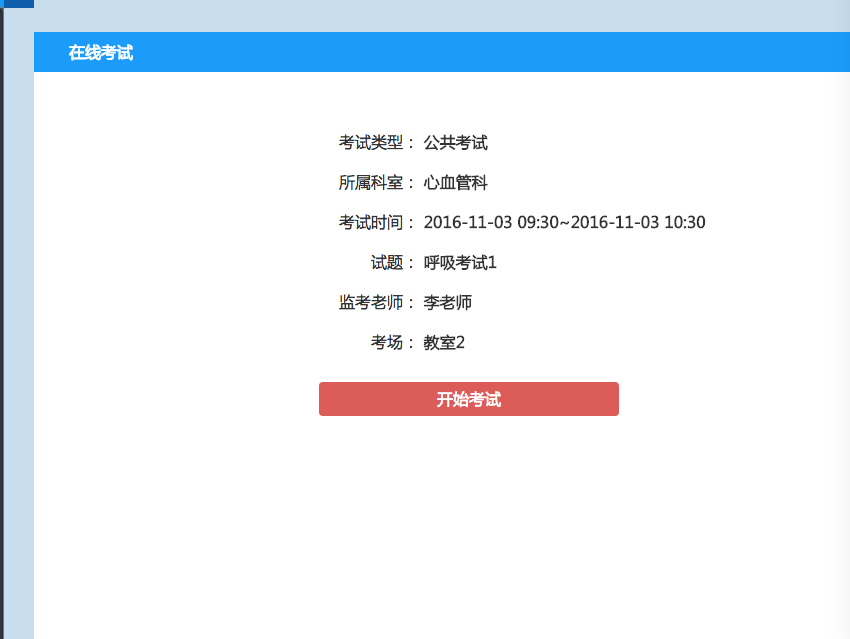 在线考试
考试类型： 公共考试
所属科室： 心血管科
考试时间： 2016-11-03 09:30~2016-11-03 10:30
试题： 呼吸考试1
监考老师： 李老师
考场： 教室2
开始考试